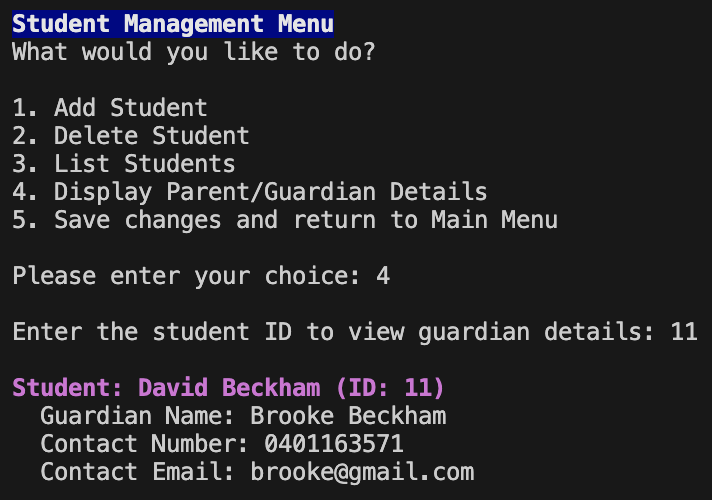 Student Management Menu
What would you like to do?
1. Add Student
2. Delete Student
3. List Students
4. Display Parent/Guardian Details
5. Save changes and return to Main Menu
Please enter your choice: 4
Enter the student ID to view guardian details: 11
Student: David Beckham (ID: 11)
Guardian Name: Brooke Beckham
Contact Number: 0401163571
Contact Email: brooke@gmail.com